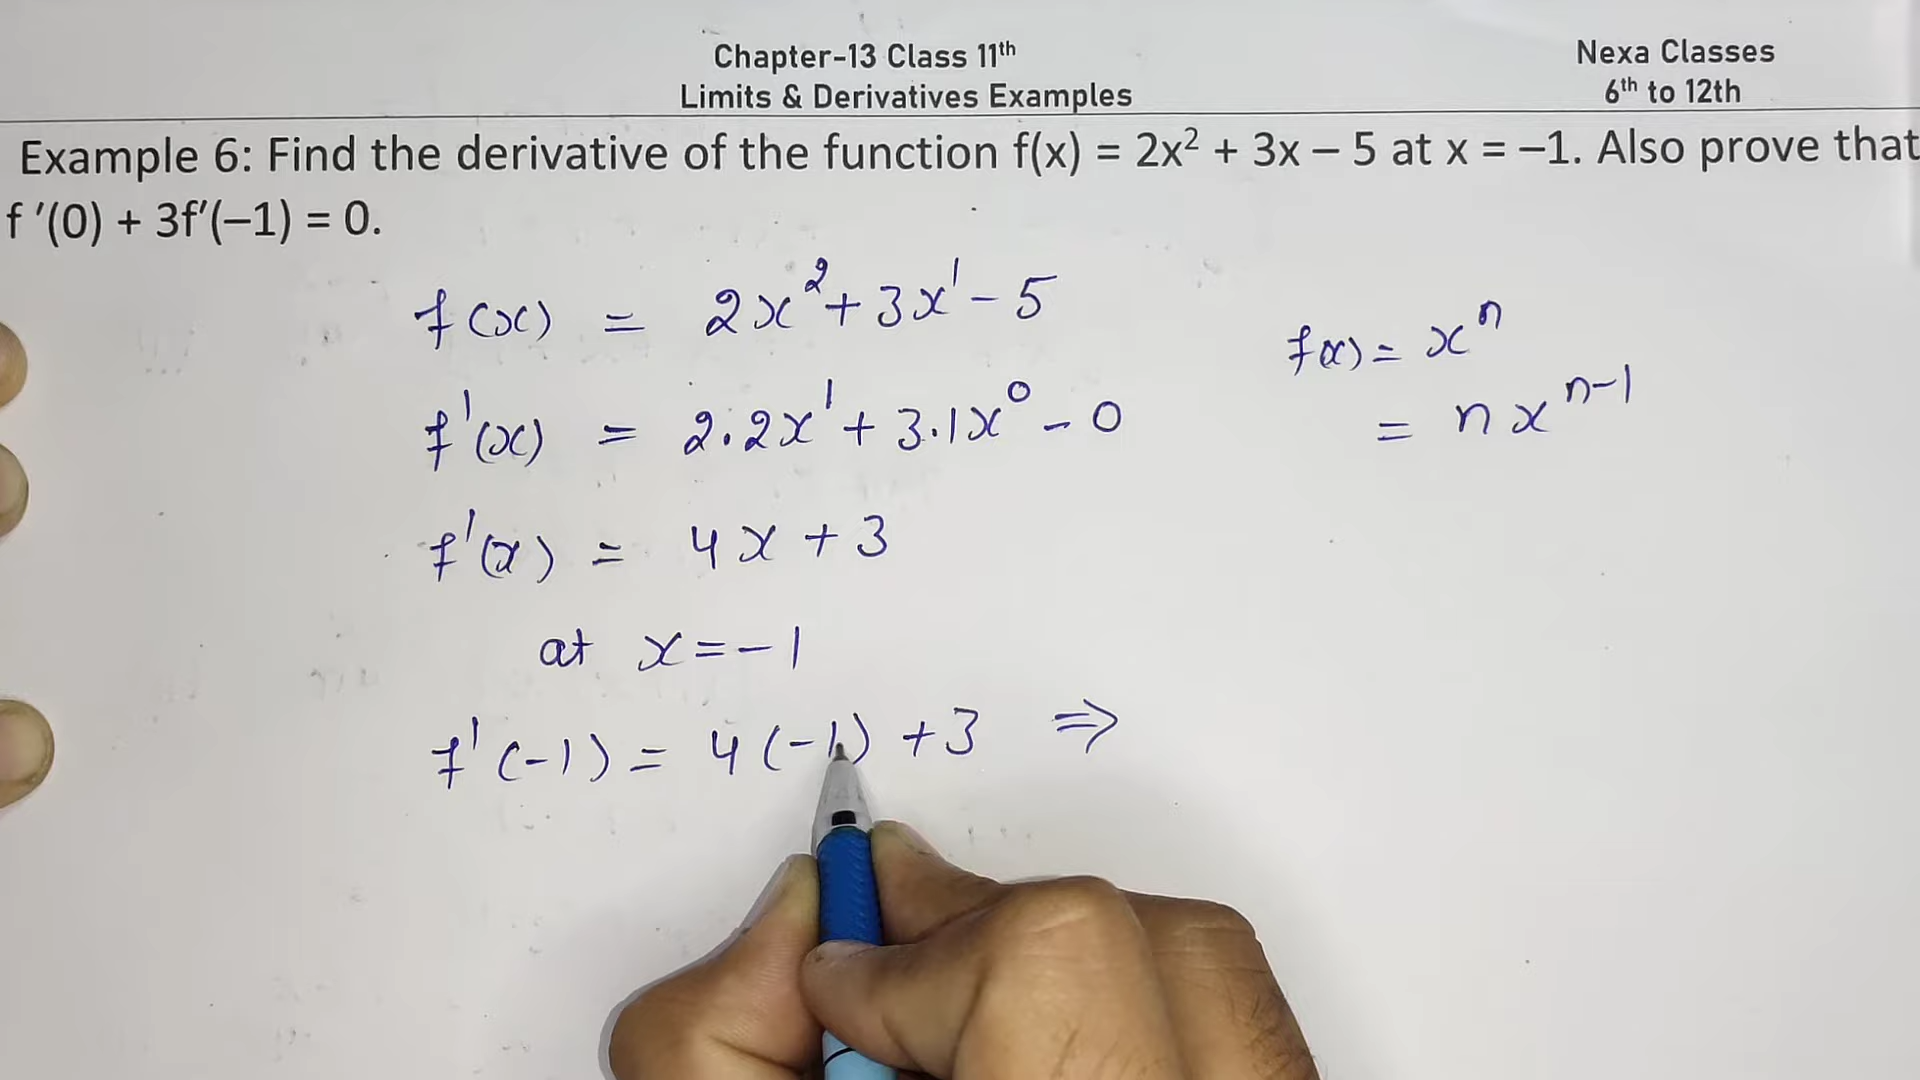 Chapter-13 Class 11th
Limits & Derivatives Examples
Nexa Classes
6th to 12th
Example 6: Find the derivative of the function f(x) = 2x² + 3x – 5 at x = –1. Also prove that
f ′(0) + 3f′(–1) = 0.
f(x) = 2x² + 3x¹ - 5
f'(x) = 2·2x¹ + 3·1x⁰ - 0
f'(x) = 4x + 3
at x = -1
f'(-1) = 4(-1) + 3 ⇒
f(x) = xⁿ
= nxⁿ⁻¹